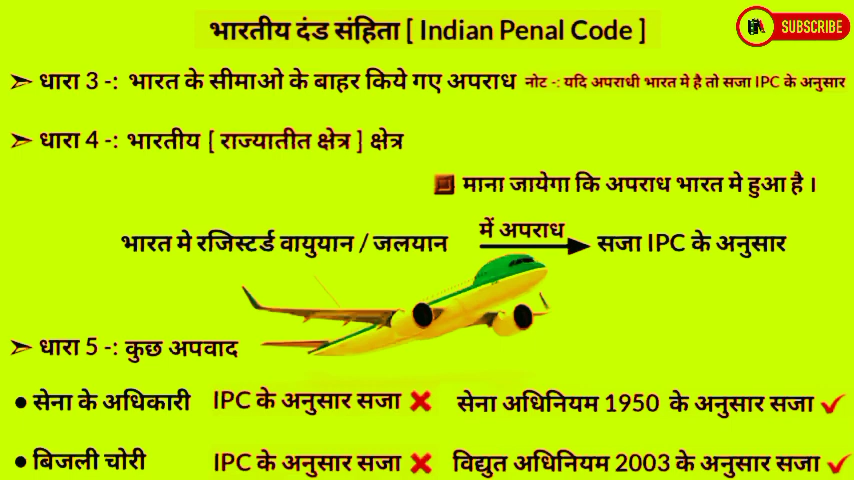 भारतीय दंड संहिता [ Indian Penal Code ]
SUBSCRIBE
➣ धारा 3 -: भारत के सीमाओ के बाहर किये गए अपराध नोट -: यदि अपराधी भारत मे है तो सजा IPC के अनुसार
➣ धारा 4 -: भारतीय [ राज्यातीत क्षेत्र ] क्षेत्र
माना जायेगा कि अपराध भारत मे हुआ है ।
भारत मे रजिस्टर्ड वायुयान / जलयान में अपराध सजा IPC के अनुसार
➣ धारा 5 -: कुछ अपवाद
• सेना के अधिकारी IPC के अनुसार सजा ❌ सेना अधिनियम 1950 के अनुसार सजा ✓
• बिजली चोरी IPC के अनुसार सजा ❌ विद्युत अधिनियम 2003 के अनुसार सजा ✓